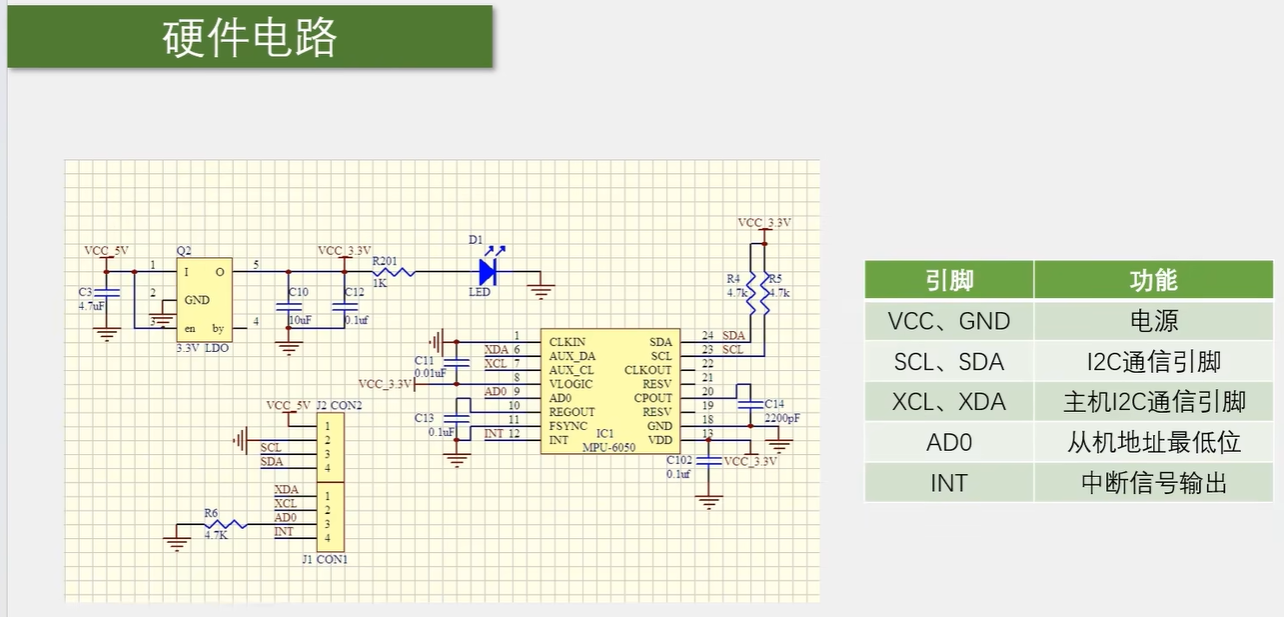 硬件电路
VCC_5V
Q2
VCC_3.3V
D1
VCC_3.3V
1 I O 5
R201
1K
C3
4.7uF
2 GND
C10
10uF
C12
0.1uf
LED
R4
4.7k
R5
4.7k
3 en by 4
3.3V LDO
1 CLKIN SDA 24 SDA
XDA 6 AUX_DA SCL 23 SCL
XCL 7 AUX_CL CLKOUT 22
C11
0.01uF
VCC_3.3V
8 VLOGIC RESV 21
AD0 9 AD0 CPOUT 20
10 REGOUT RESV 19
C14
2200pF
C13
0.1uF
11 FSYNC GND 18
INT 12 INT VDD 13
IC1
MPU-6050
C102
0.1uf
VCC_3.3V
VCC_5V J2 CON2
1
2
SCL 3
SDA 4
XDA 1
XCL 2
R6
4.7K
AD0 3
INT 4
J1 CON1
引脚 功能
VCC、GND 电源
SCL、SDA I2C通信引脚
XCL、XDA 主机I2C通信引脚
AD0 从机地址最低位
INT 中断信号输出